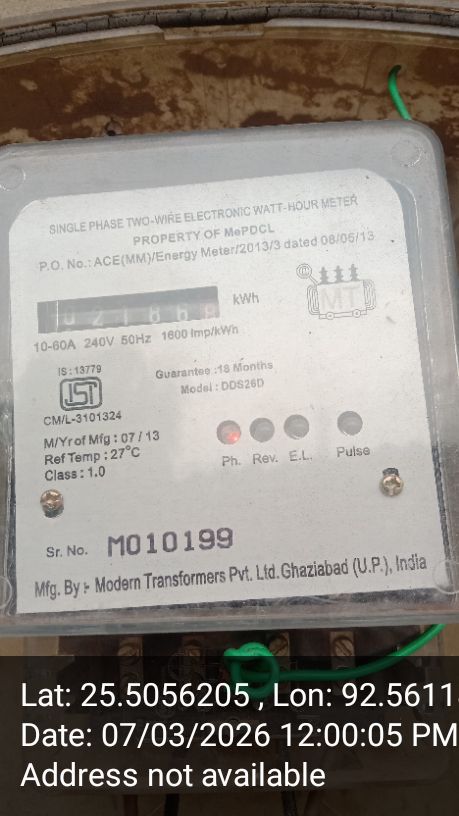 SINGLE PHASE TWO-WIRE ELECTRONIC WATT-HOUR METER
PROPERTY OF MePDCL
P.O. No.: ACE(MM)/Energy Meter/2013/3 dated 08/05/13
kWh
MT
10-60A 240V 50Hz 1600 Imp/kWh
IS : 13779
Guarantee :18 Months
Model : DDS26D
CM/L-3101324
M/Yr of Mfg : 07 / 13
Ref Temp : 27°C
Class : 1.0
Ph. Rev. E.L. Pulse
Sr. No. M010199
Mfg. By :- Modern Transformers Pvt. Ltd. Ghaziabad (U.P.), India
Lat: 25.5056205 , Lon: 92.5611
Date: 07/03/2026 12:00:05 PM
Address not available